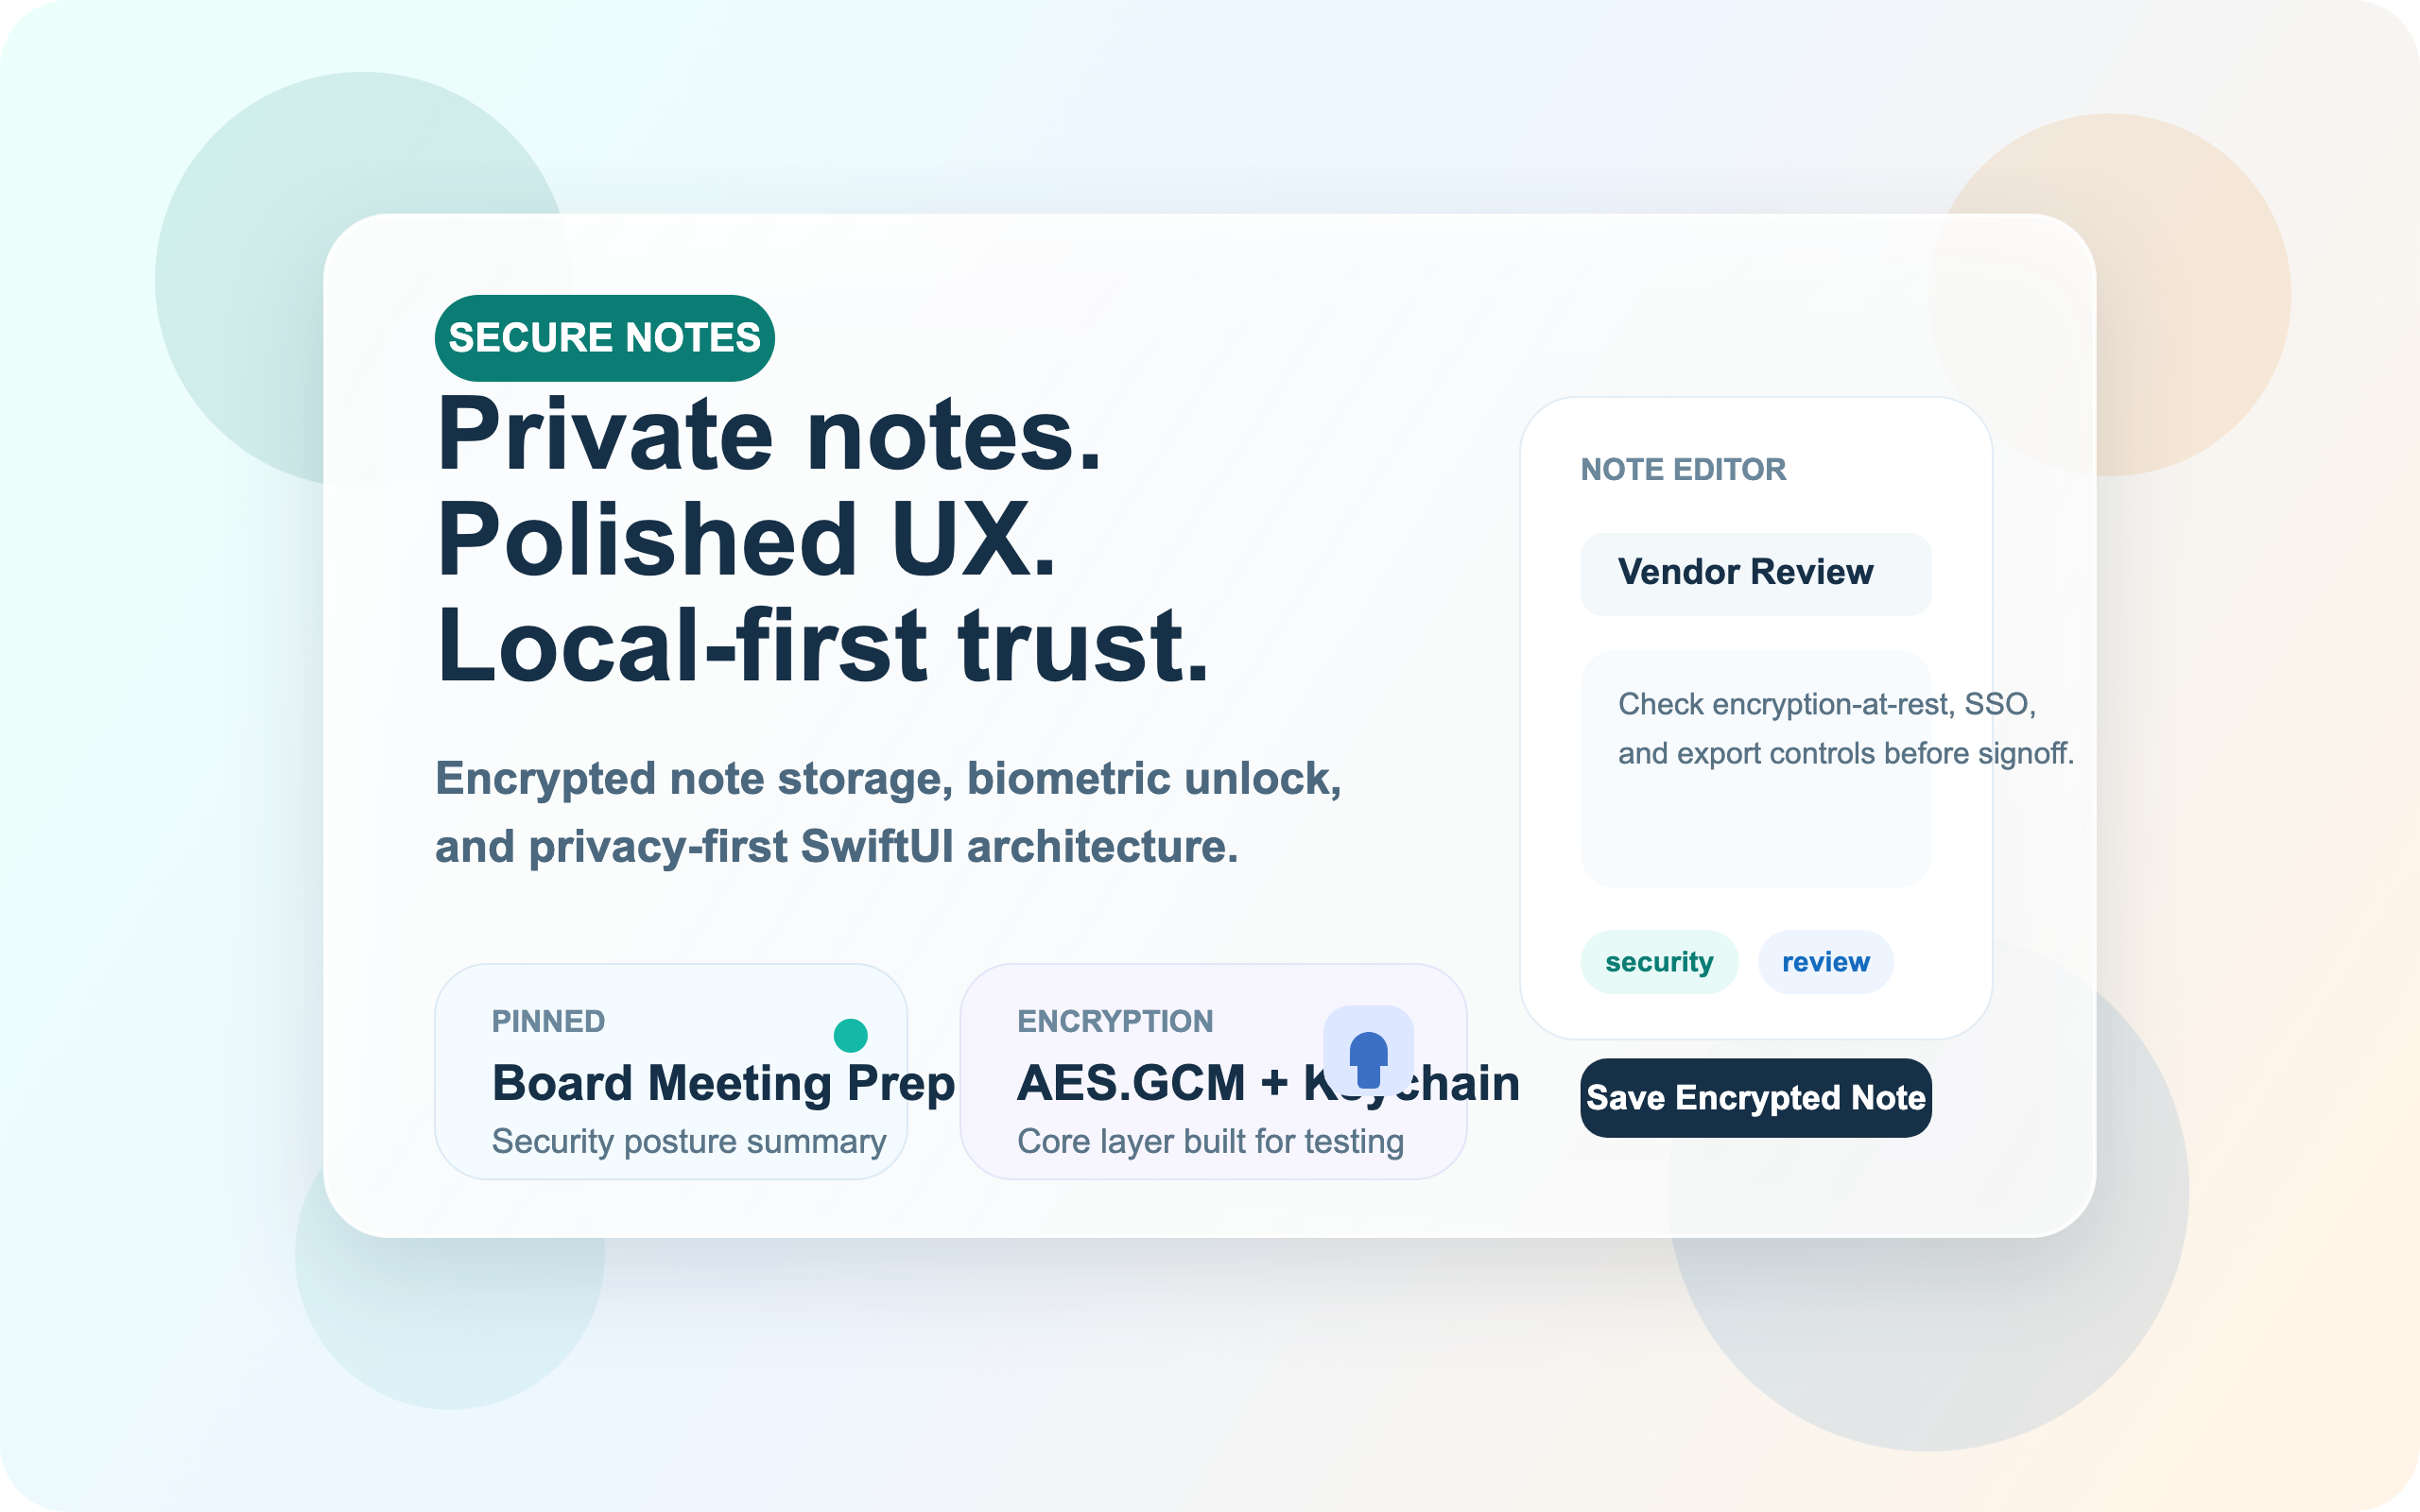 SECURE NOTES
Private notes.
Polished UX.
Local-first trust.
Encrypted note storage, biometric unlock,
and privacy-first SwiftUI architecture.
PINNED
Board Meeting Prep
Security posture summary
ENCRYPTION
AES.GCM + Keychain
Core layer built for testing
NOTE EDITOR
Vendor Review
Check encryption-at-rest, SSO,
and export controls before signoff.
security review
Save Encrypted Note